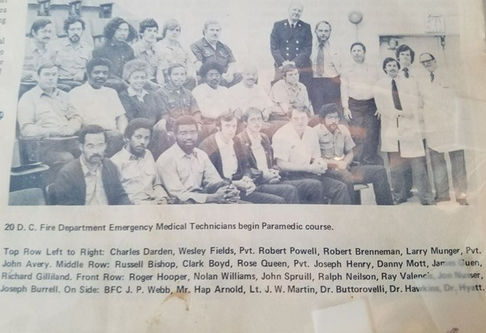 20 D. C. Fire Department Emergency Medical Technicians begin Paramedic course.
Top Row Left to Right: Charles Darden, Wesley Fields, Pvt. Robert Powell, Robert Brenneman, Larry Munger, Pvt.
John Avery. Middle Row: Russell Bishop, Clark Boyd, Rose Queen, Pvt. Joseph Henry, Danny Mott,
Richard Gilliland. Front Row: Roger Hooper, Nolan Williams, John Spruill, Ralph Neilson, Ray
Joseph Burrell. On Side: BFC J. P. Webb, Mr. Hap Arnold, Lt. J. W. Martin, Dr. Buttorovelli, Dr. Hawkins, Dr. Hyatt.